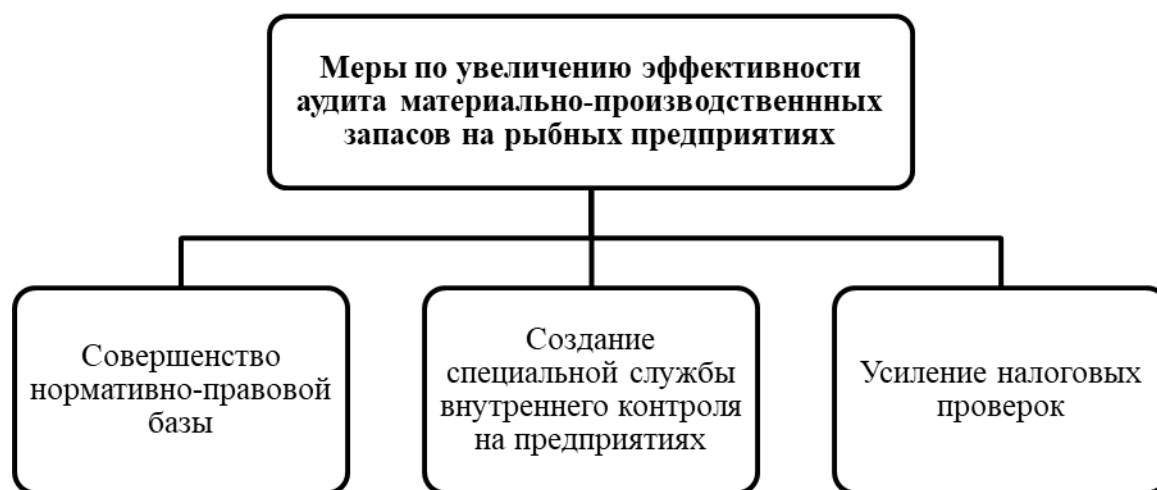 Меры по увеличению эффективности
аудита материально-производственнных
запасов на рыбных предприятиях
Совершенство
нормативно-правовой
базы
Создание
специальной службы
внутреннего контроля
на предприятиях
Усиление налоговых
проверок